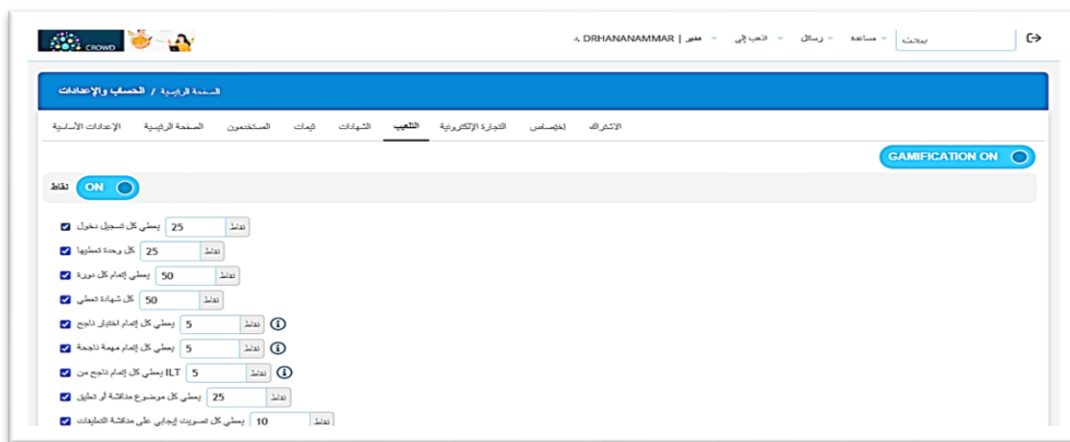 CROWD
د. DRHANANAMMAR | مدير اذهب إلى رسائل مساعدة يبحث
الصفحة الرئيسية / الحساب والإعدادات
الإعدادات الأساسية الصفحة الرئيسية المستخدمون ثيمات الشهادات التلعيب التجارة الإلكترونية إختصاص الاشتراك
GAMIFICATION ON
نقاط ON
يعطي كل تسجيل دخول 25 نقاط
كل وحدة تعطيها 25 نقاط
يعطي إتمام كل دورة 50 نقاط
كل شهادة تعطى 50 نقاط
يعطي كل إتمام اختبار ناجح 5 نقاط
يعطي كل إتمام مهمة ناجحة 5 نقاط
يعطي كل إتمام ناجح من ILT 5 نقاط
يعطي كل موضوع مناقشة أو تعليق 25 نقاط
يعطي كل تصويت إيجابي على مناقشة التعليقات 10 نقاط